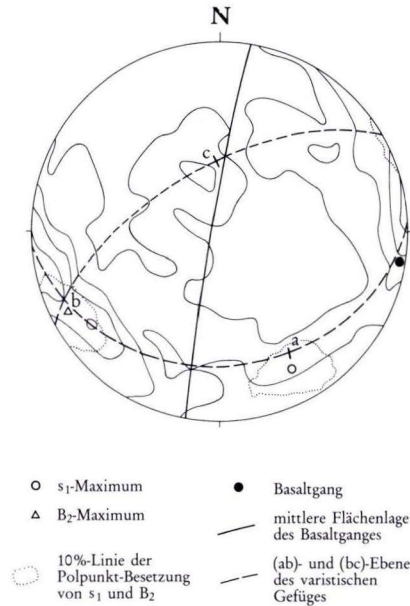 N
c
b
a
s₁-Maximum
B₂-Maximum
10%-Linie der
Polpunkt-Besetzung
von s₁ und B₂
Basaltgang
mittlere Flächenlage
des Basaltganges
(ab)- und (bc)-Ebene
des varistischen
Gefüges